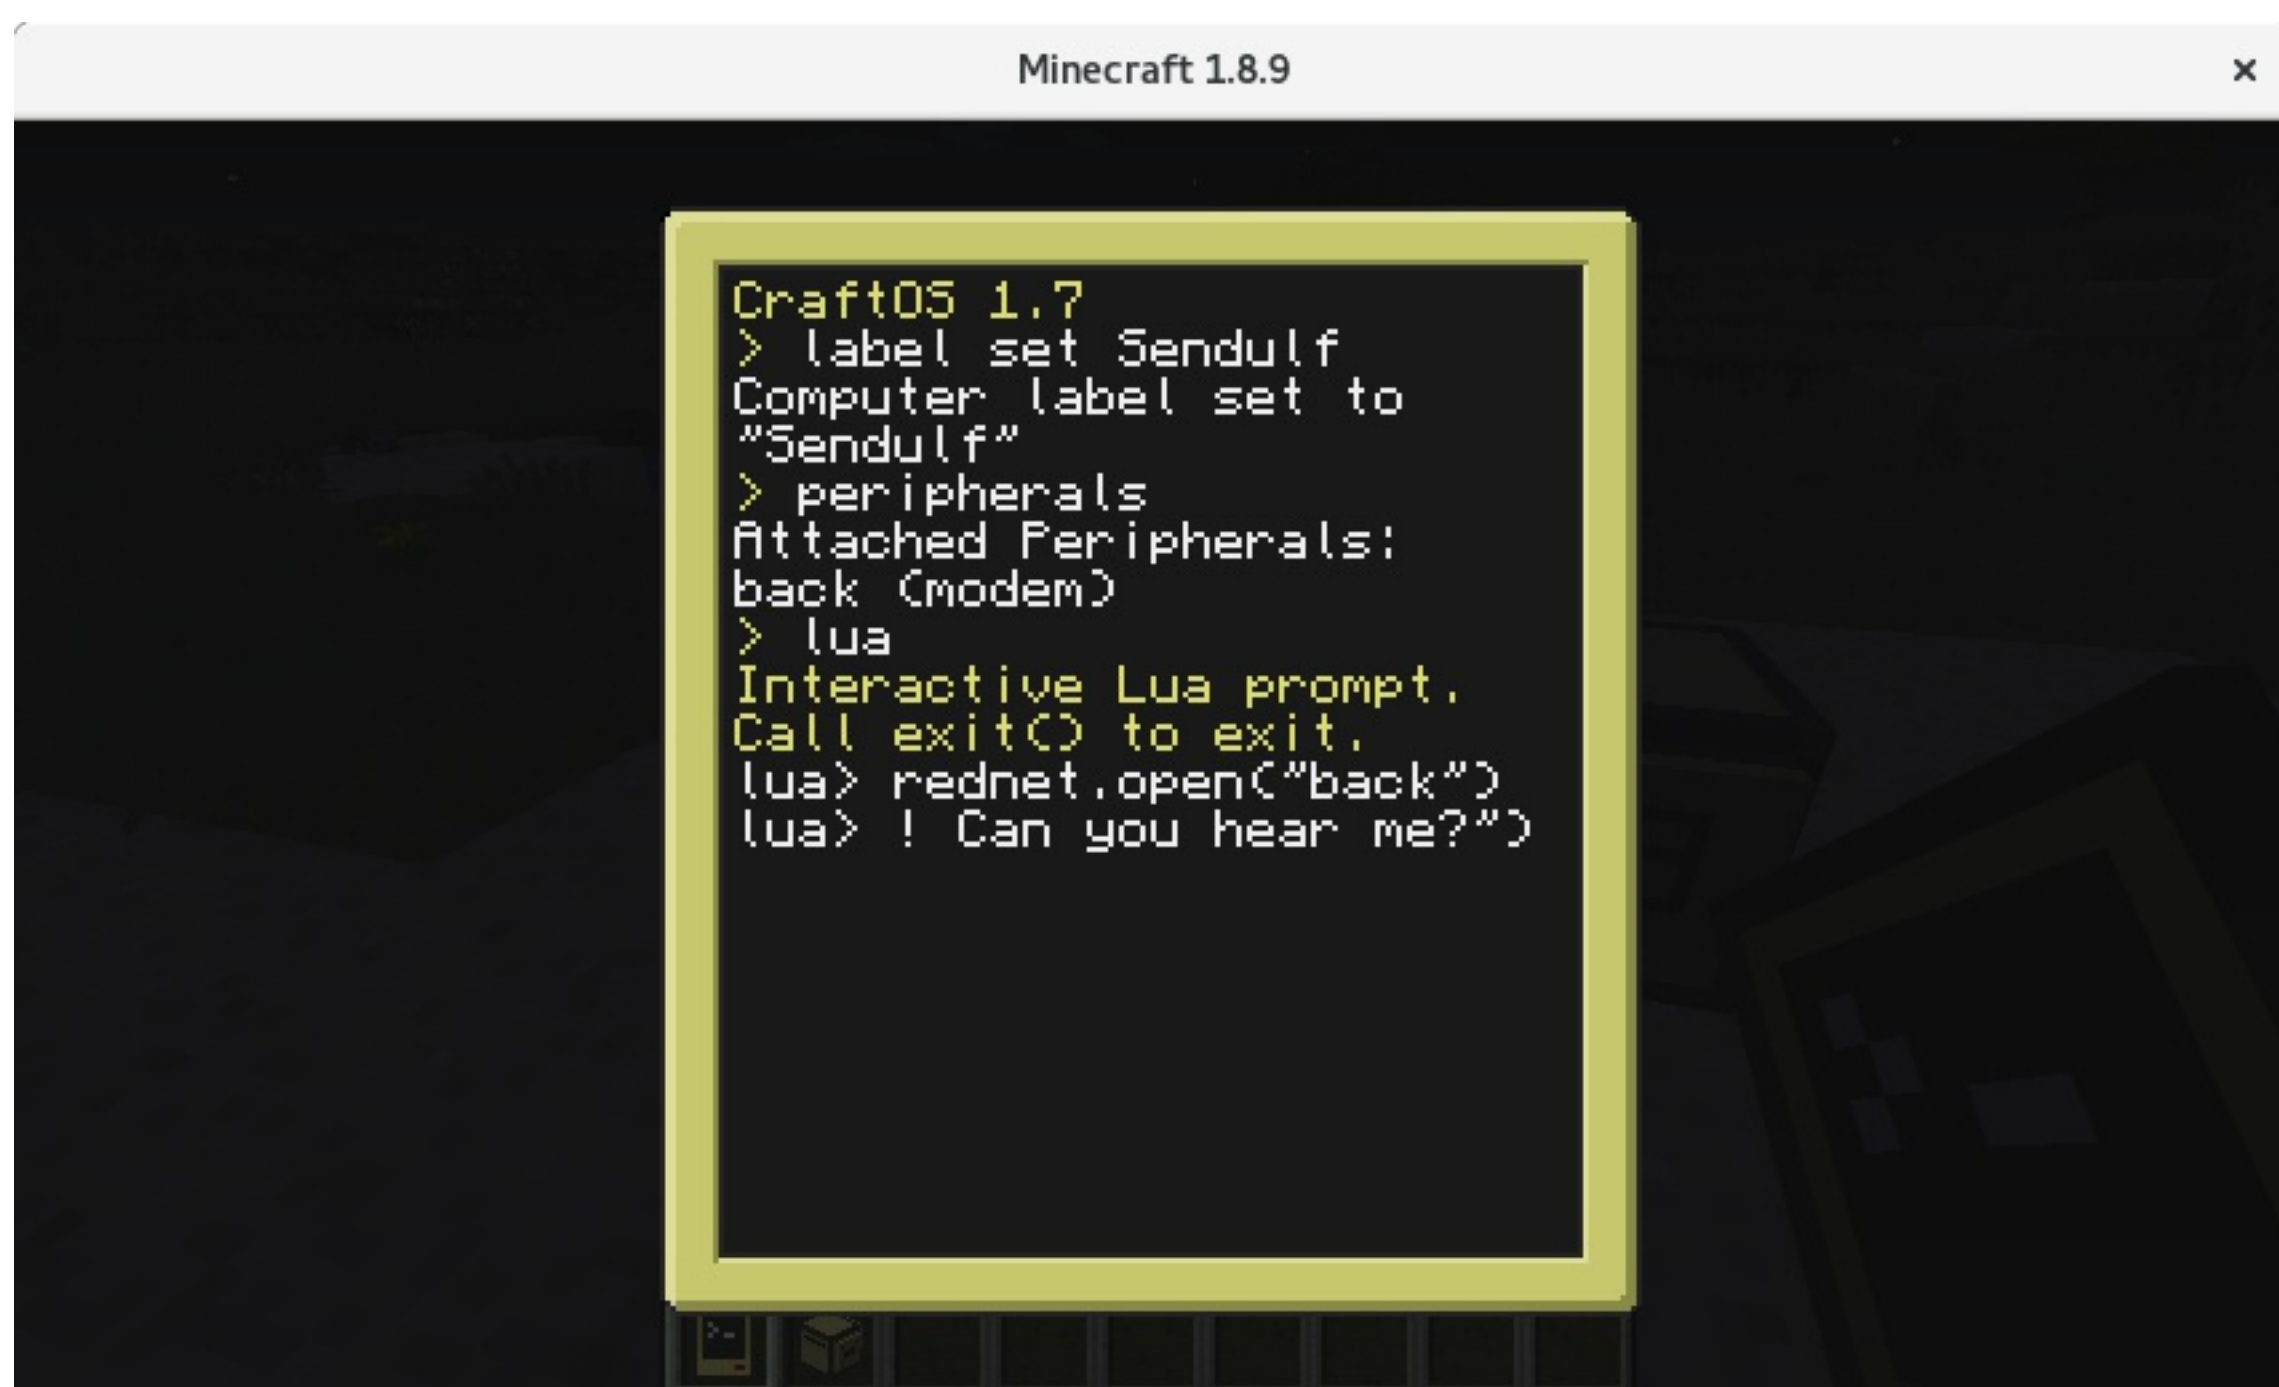 Minecraft 1.8.9 ×
CraftOS 1.7
> label set Sendulf
Computer label set to
"Sendulf"
> peripherals
Attached Peripherals:
back (modem)
> lua
Interactive Lua prompt.
Call exit() to exit.
lua> rednet.open("back")
lua> ! Can you hear me?")
>-